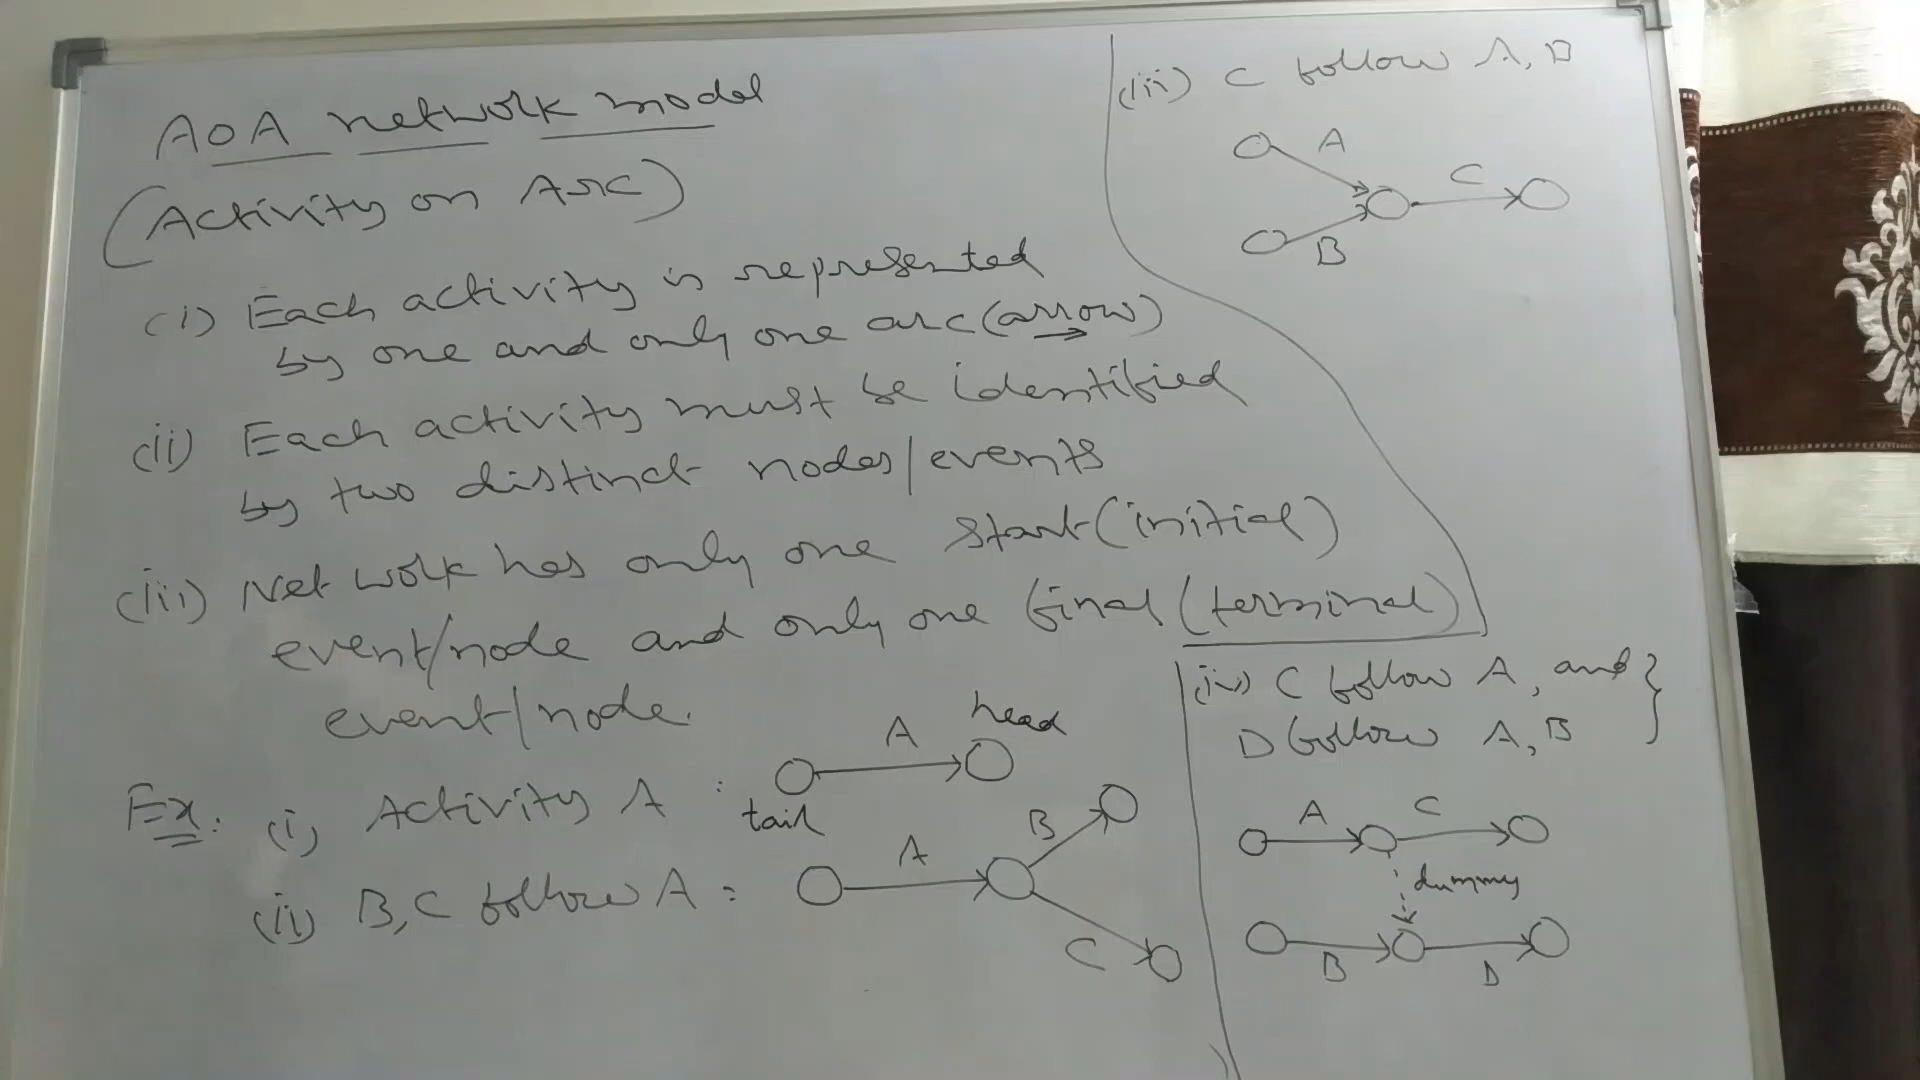 AOA network model
(Activity on Arc)
(i) Each activity is represented
by one and only one arc (arrow)
(ii) Each activity must be identified
by two distinct nodes/events
(iii) Network has only one start (initial)
event/node and only one final (terminal)
event/node.
Ex: (i) Activity A :
A
head
tail
(ii) B, C follow A :
A
B
C
(iii) C follow A, B
A
C
B
(iv) C follow A, and
D follow A, B
A
C
dummy
B
D